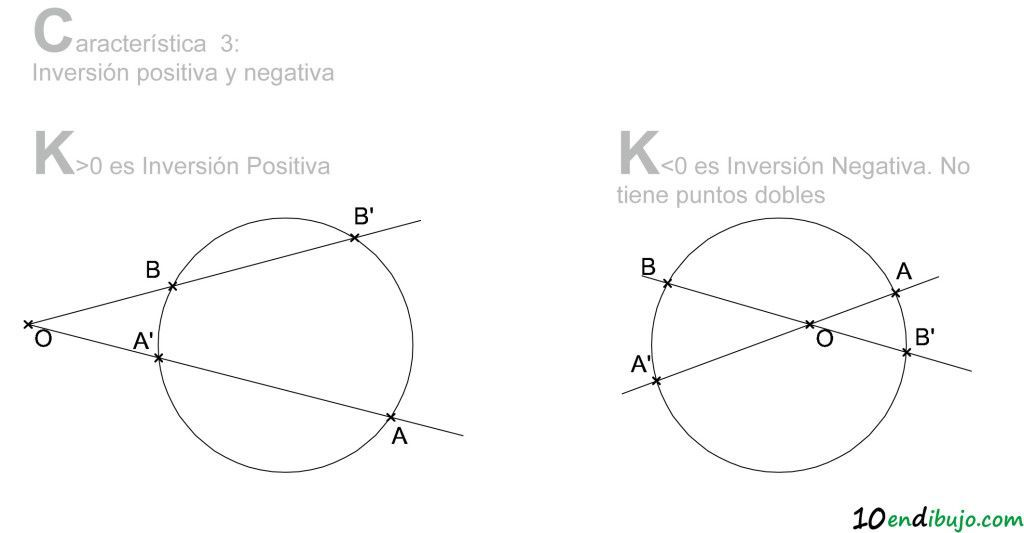 Característica 3:
Inversión positiva y negativa
K>0 es Inversión Positiva
K<0 es Inversión Negativa. No
tiene puntos dobles
B'
B
O
A'
A
B
A
O
B'
A'
10endibujo.com